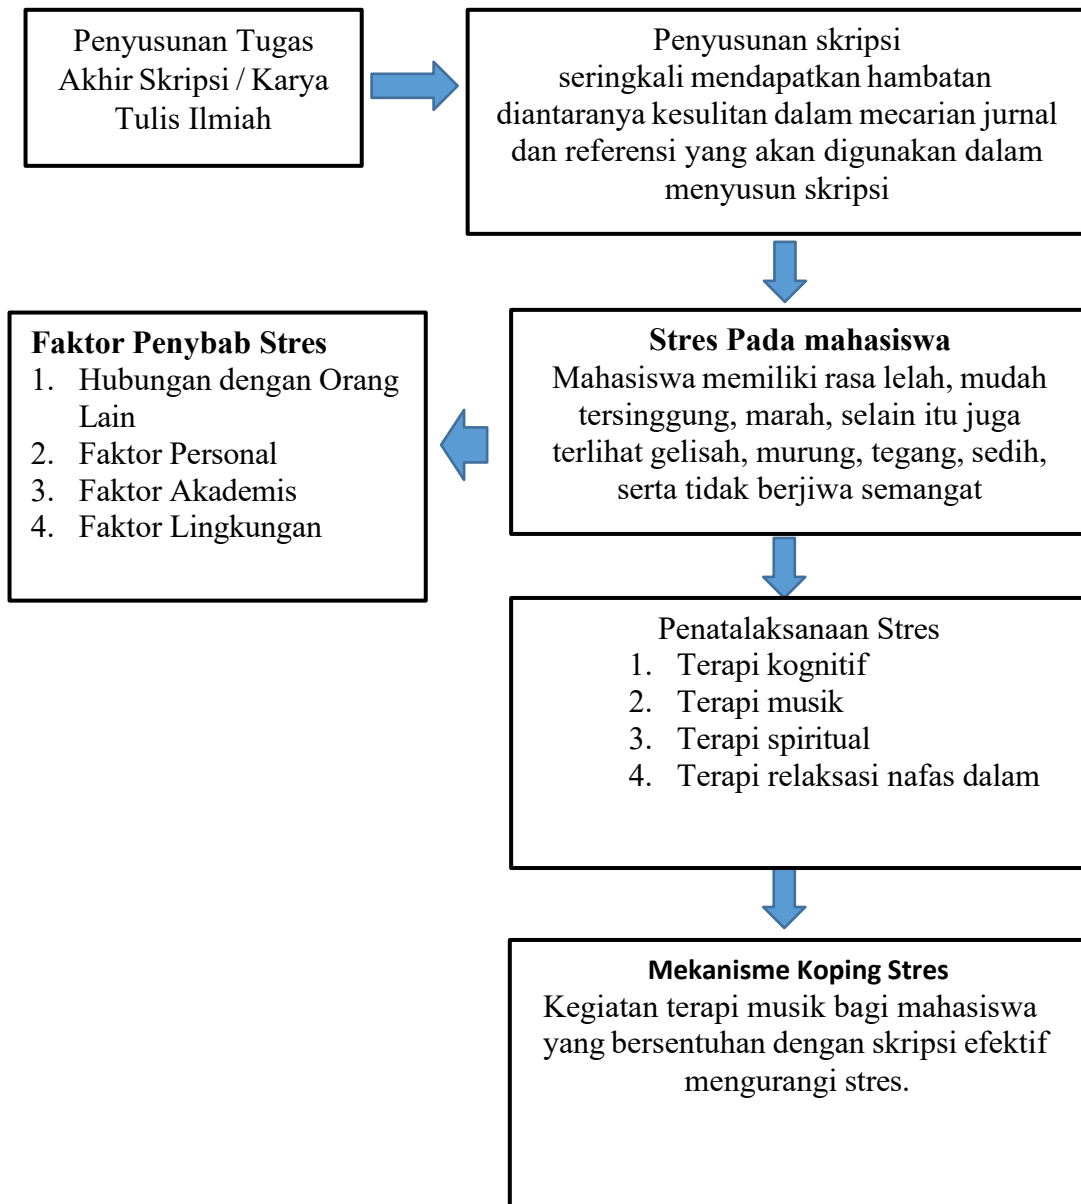 Penyusunan Tugas
Akhir Skripsi / Karya
Tulis Ilmiah
Penyusunan skripsi
seringkali mendapatkan hambatan
diantaranya kesulitan dalam mecarian jurnal
dan referensi yang akan digunakan dalam
menyusun skripsi
Faktor Penybab Stres
1. Hubungan dengan Orang
Lain
2. Faktor Personal
3. Faktor Akademis
4. Faktor Lingkungan
Stres Pada mahasiswa
Mahasiswa memiliki rasa lelah, mudah
tersinggung, marah, selain itu juga
terlihat gelisah, murung, tegang, sedih,
serta tidak berjiwa semangat
Penatalaksanaan Stres
1. Terapi kognitif
2. Terapi musik
3. Terapi spiritual
4. Terapi relaksasi nafas dalam
Mekanisme Koping Stres
Kegiatan terapi musik bagi mahasiswa
yang bersentuhan dengan skripsi efektif
mengurangi stres.